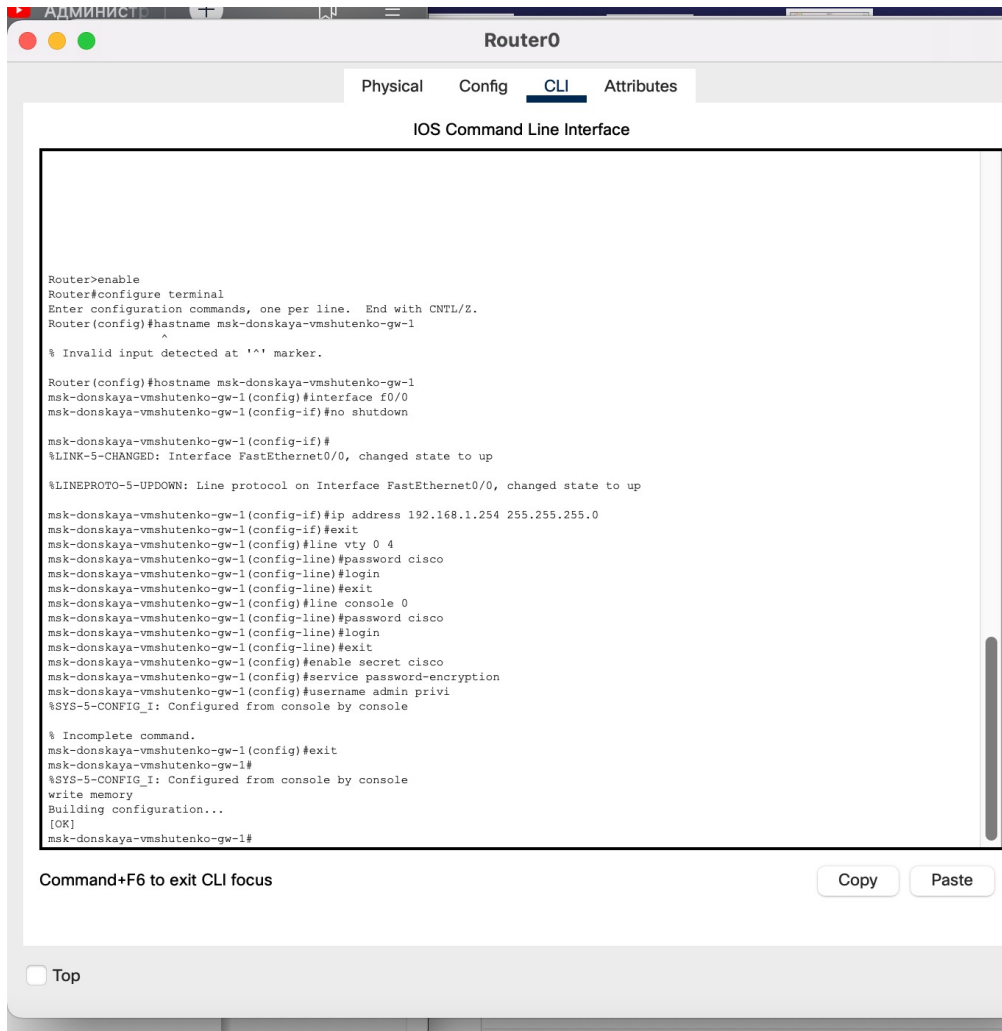 Router0
Physical Config CLI Attributes
IOS Command Line Interface
Router>enable
Router#configure terminal
Enter configuration commands, one per line.  End with CNTL/Z.
Router(config)#hastname msk-donskaya-vmshutenko-gw-1
^
% Invalid input detected at '^' marker.
Router(config)#hostname msk-donskaya-vmshutenko-gw-1
msk-donskaya-vmshutenko-gw-1(config)#interface f0/0
msk-donskaya-vmshutenko-gw-1(config-if)#no shutdown
msk-donskaya-vmshutenko-gw-1(config-if)#
%LINK-5-CHANGED: Interface FastEthernet0/0, changed state to up
%LINEPROTO-5-UPDOWN: Line protocol on Interface FastEthernet0/0, changed state to up
msk-donskaya-vmshutenko-gw-1(config-if)#ip address 192.168.1.254 255.255.255.0
msk-donskaya-vmshutenko-gw-1(config-if)#exit
msk-donskaya-vmshutenko-gw-1(config)#line vty 0 4
msk-donskaya-vmshutenko-gw-1(config-line)#password cisco
msk-donskaya-vmshutenko-gw-1(config-line)#login
msk-donskaya-vmshutenko-gw-1(config-line)#exit
msk-donskaya-vmshutenko-gw-1(config)#line console 0
msk-donskaya-vmshutenko-gw-1(config-line)#password cisco
msk-donskaya-vmshutenko-gw-1(config-line)#login
msk-donskaya-vmshutenko-gw-1(config-line)#exit
msk-donskaya-vmshutenko-gw-1(config)#enable secret cisco
msk-donskaya-vmshutenko-gw-1(config)#service password-encryption
msk-donskaya-vmshutenko-gw-1(config)#username admin privi
%SYS-5-CONFIG_I: Configured from console by console
% Incomplete command.
msk-donskaya-vmshutenko-gw-1(config)#exit
msk-donskaya-vmshutenko-gw-1#
%SYS-5-CONFIG_I: Configured from console by console
write memory
Building configuration...
[OK]
msk-donskaya-vmshutenko-gw-1#
Command+F6 to exit CLI focus
Copy Paste
Top